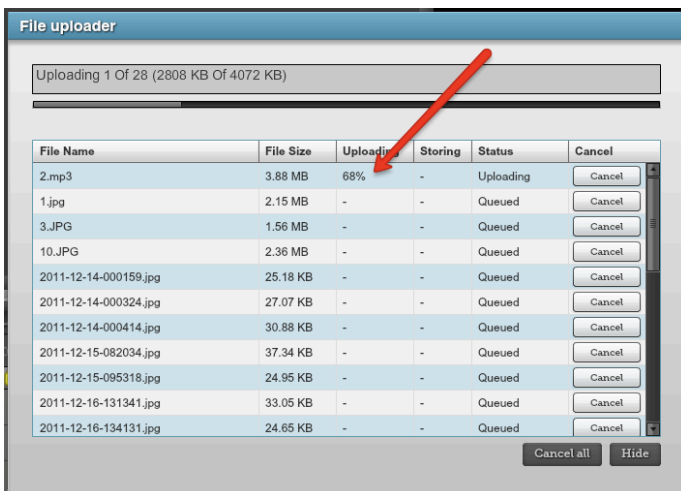 File uploader
Uploading 1 Of 28 (2808 KB Of 4072 KB)
File Name File Size Uploading Storing Status Cancel
2.mp3 3.88 MB 68% - Uploading Cancel
1.jpg 2.15 MB - - Queued Cancel
3.JPG 1.56 MB - - Queued Cancel
10.JPG 2.36 MB - - Queued Cancel
2011-12-14-000159.jpg 25.18 KB - - Queued Cancel
2011-12-14-000324.jpg 27.07 KB - - Queued Cancel
2011-12-14-000414.jpg 30.88 KB - - Queued Cancel
2011-12-15-082034.jpg 37.34 KB - - Queued Cancel
2011-12-15-095318.jpg 24.95 KB - - Queued Cancel
2011-12-16-131341.jpg 33.05 KB - - Queued Cancel
2011-12-16-134131.jpg 24.65 KB - - Queued Cancel
Cancel all Hide